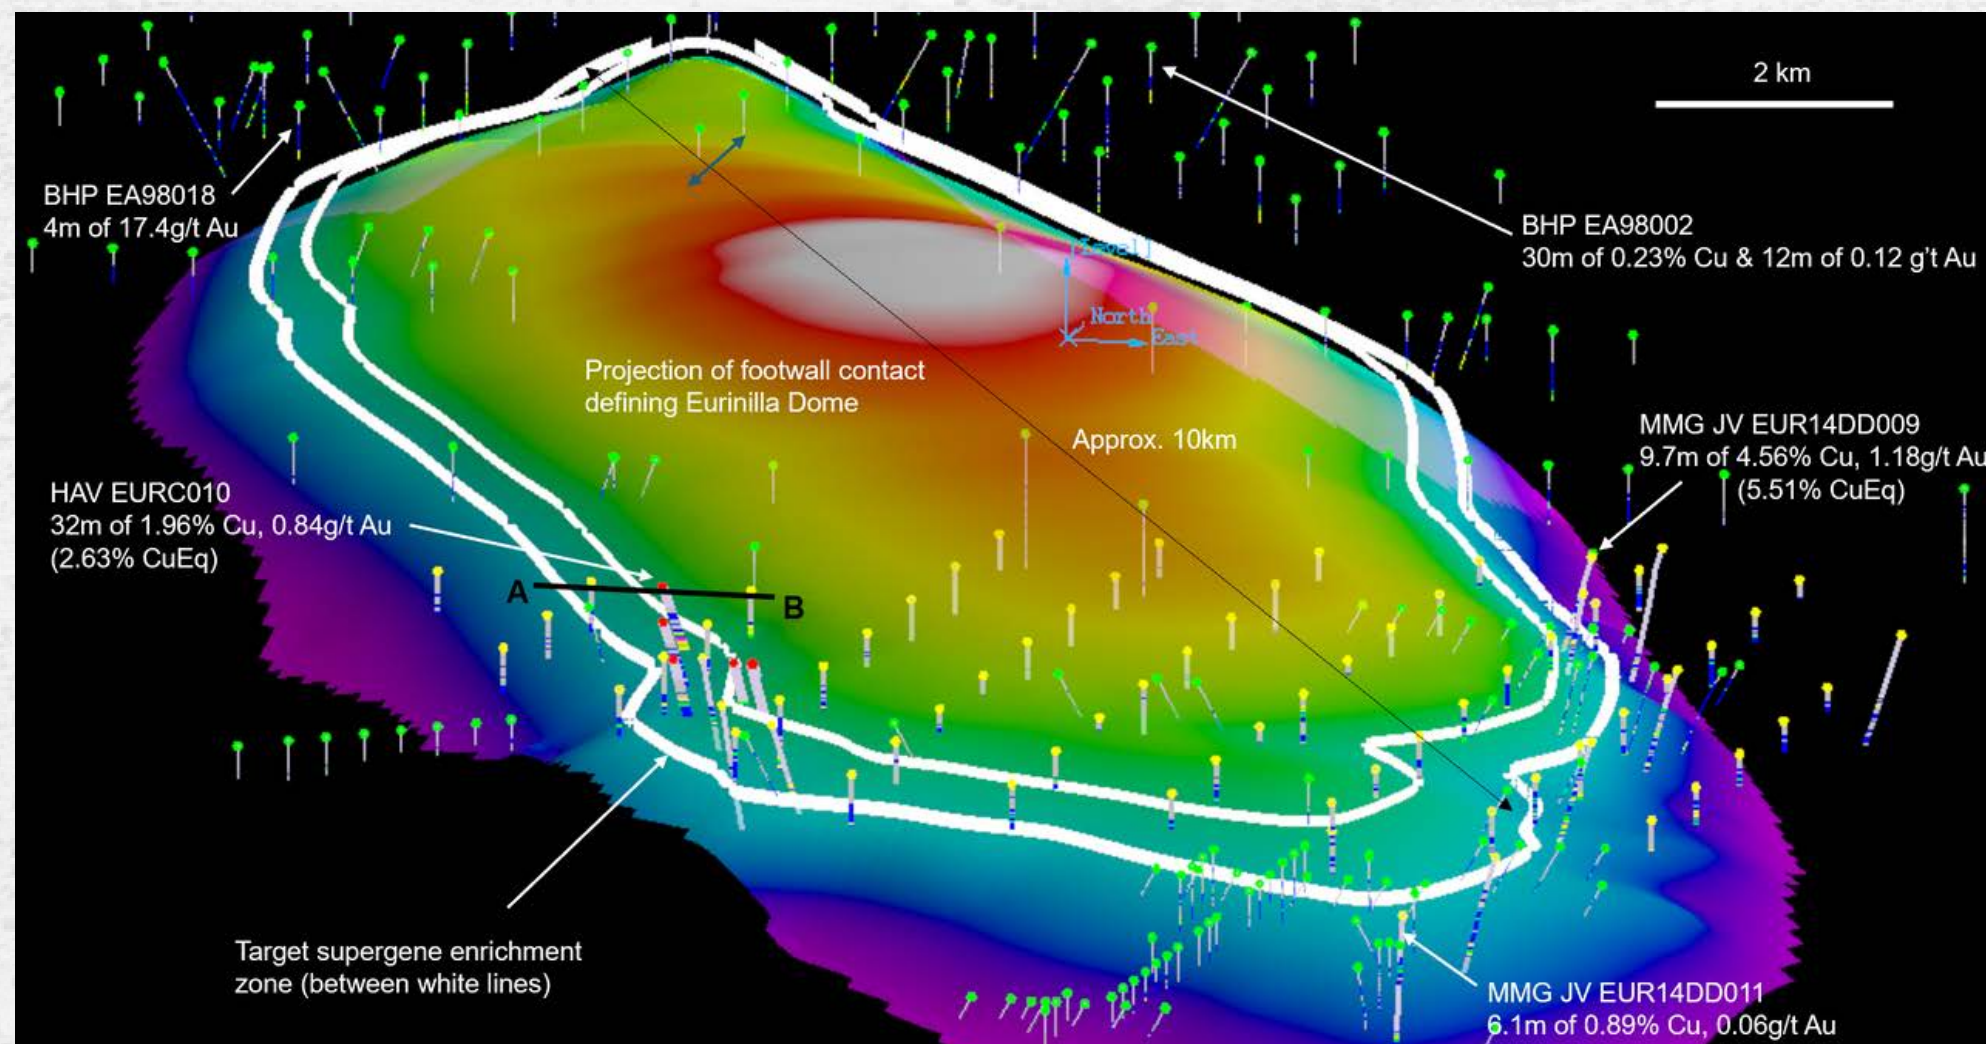 2 km
BHP EA98018
4m of 17.4g/t Au
BHP EA98002
30m of 0.23% Cu & 12m of 0.12 g't Au
[Level]
North
East
Projection of footwall contact
defining Eurinilla Dome
Approx. 10km
MMG JV EUR14DD009
9.7m of 4.56% Cu, 1.18g/t Au
(5.51% CuEq)
HAV EURC010
32m of 1.96% Cu, 0.84g/t Au
(2.63% CuEq)
A
B
Target supergene enrichment
zone (between white lines)
MMG JV EUR14DD011
6.1m of 0.89% Cu, 0.06g/t Au